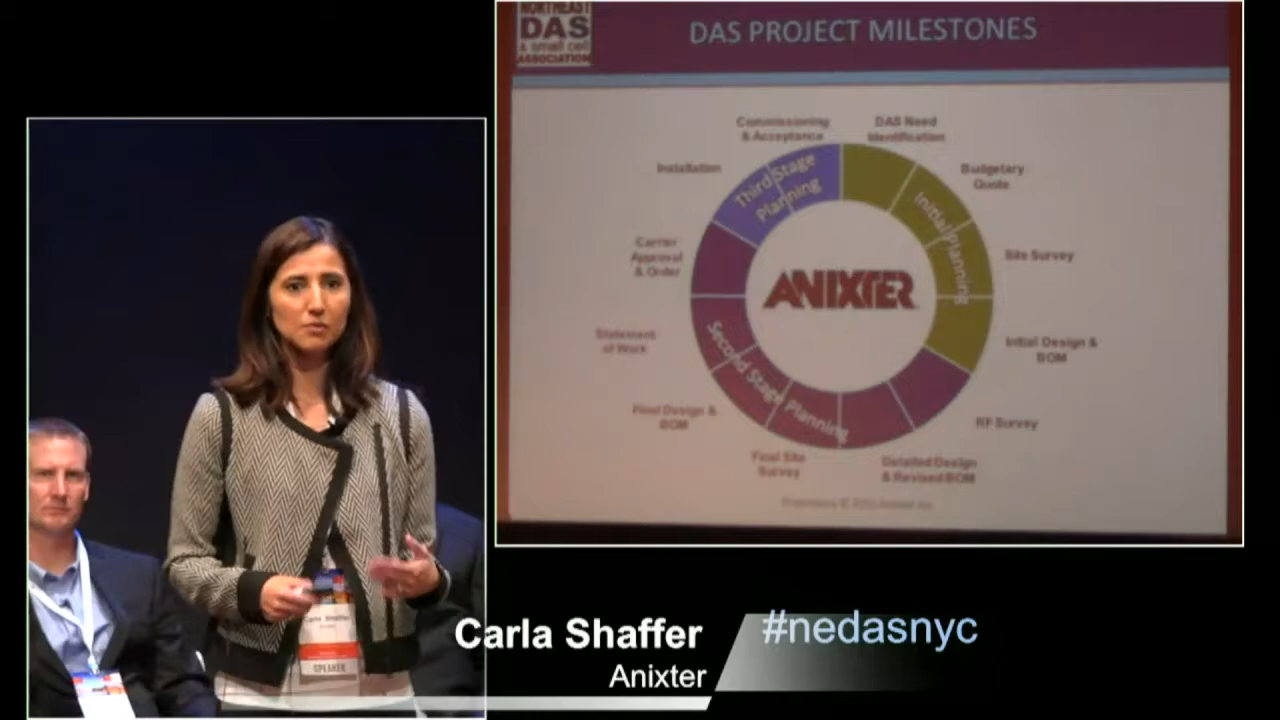 NORTHEAST
DAS
& small cell
ASSOCIATION
DAS PROJECT MILESTONES
Commissioning
& Acceptance
DAS Need
Identification
Installation
Budgetary
Quote
Third Stage
Planning
Initial Planning
Carrier
Approval
& Order
Site Survey
ANIXTER
Statement
of Work
Initial Design &
BOM
Second Stage Planning
Final Design &
BOM
RF Survey
Final Site
Survey
Detailed Design
& Revised BOM
Carla Shaffer
SPEAKER
Carla Shaffer
Anixter
#nedasnyc